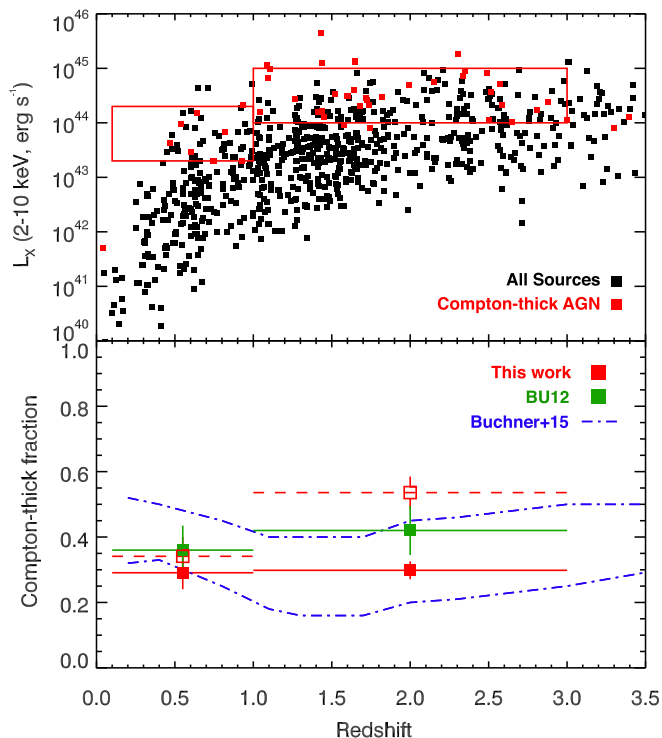 10^46
10^45
10^44
10^43
10^42
10^41
10^40
L_X (2-10 keV, erg s^-1)
All Sources
Compton-thick AGN
1.0
0.8
0.6
0.4
0.2
0.0
Compton-thick fraction
This work
BU12
Buchner+15
0.0 0.5 1.0 1.5 2.0 2.5 3.0 3.5
Redshift